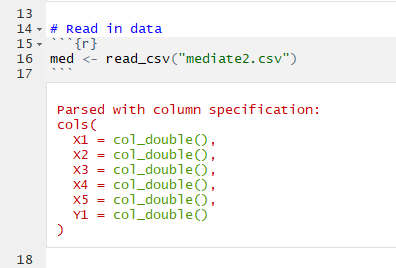 13
14 # Read in data
15 ```{r}
16 med <- read_csv("mediate2.csv")
17 ```
Parsed with column specification:
cols(
  X1 = col_double(),
  X2 = col_double(),
  X3 = col_double(),
  X4 = col_double(),
  X5 = col_double(),
  Y1 = col_double()
)
18